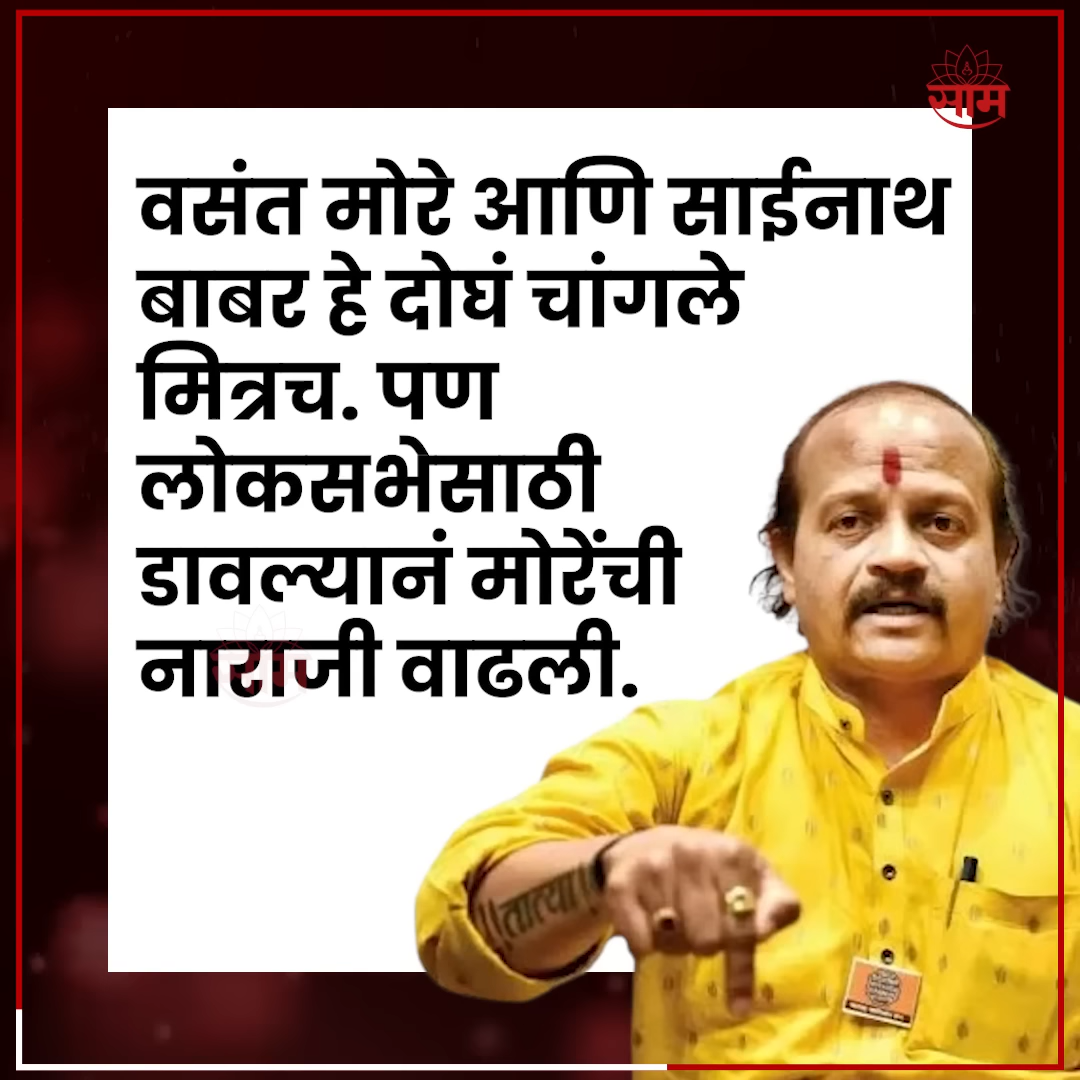 साम
वसंत मोरे आणि साईनाथ
बाबर हे दोघं चांगले
मित्रच. पण
लोकसभेसाठी
डावल्यानं मोरेंची
नाराजी वाढली.
साम
||तात्या||